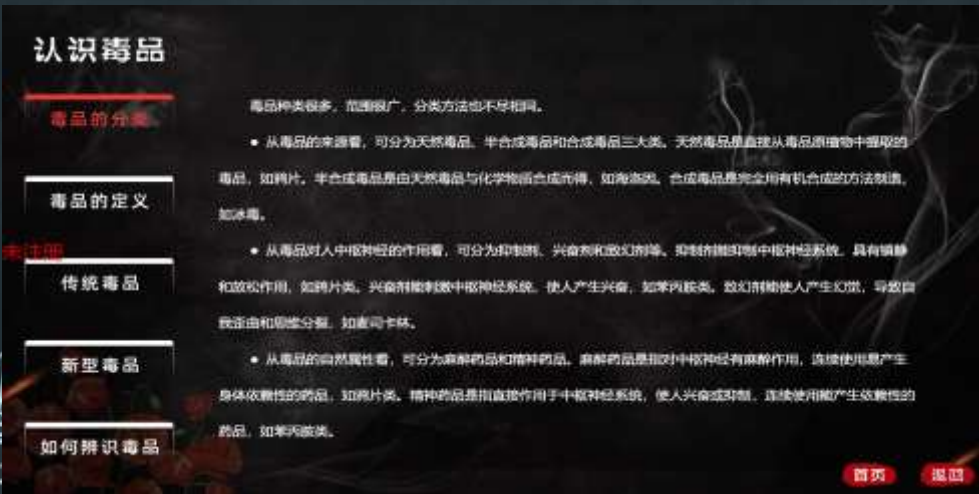 认识毒品
毒品的分类
毒品的定义
未注册
传统毒品
新型毒品
如何辨识毒品
毒品种类很多，范围很广，分类方法也不尽相同。
• 从毒品的来源看，可分为天然毒品、半合成毒品和合成毒品三大类。天然毒品是直接从毒品原植物中提取的
毒品，如鸦片。半合成毒品是由天然毒品与化学物质合成而得，如海洛因。合成毒品是完全用有机合成的方法制造，
如冰毒。
• 从毒品对人中枢神经的作用看，可分为抑制剂、兴奋剂和致幻剂等。抑制剂能抑制中枢神经系统，具有镇静
和放松作用，如鸦片类。兴奋剂能刺激中枢神经系统，使人产生兴奋，如苯丙胺类。致幻剂能使人产生幻觉，导致自
我歪曲和思维分裂，如麦司卡林。
• 从毒品的自然属性看，可分为麻醉药品和精神药品。麻醉药品是指对中枢神经有麻醉作用，连续使用易产生
身体依赖性的药品，如鸦片类。精神药品是指直接作用于中枢神经系统，使人兴奋或抑制，连续使用能产生依赖性的
药品，如苯丙胺类。
首页
返回